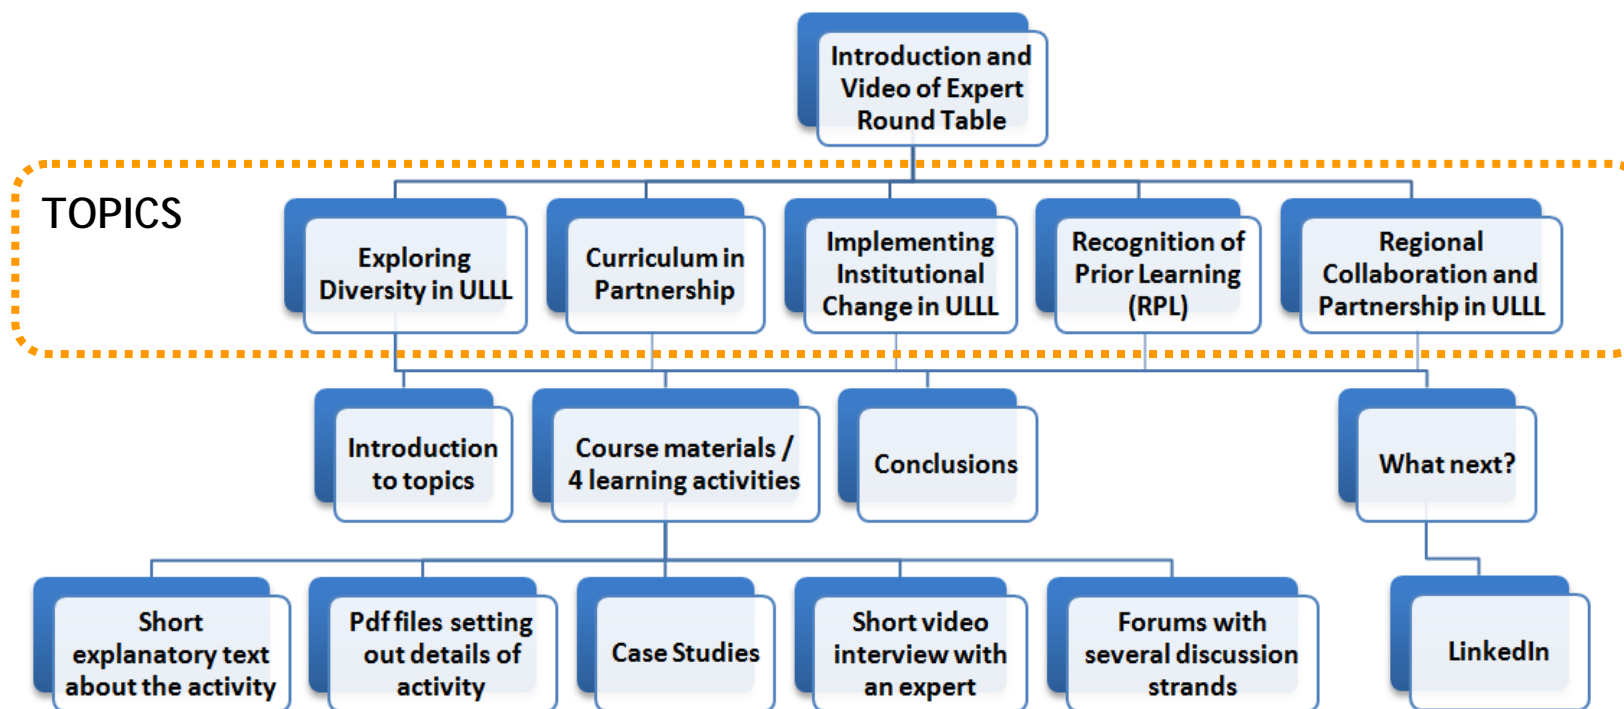 Introduction and
Video of Expert
Round Table
TOPICS
Exploring
Diversity in ULLL
Curriculum in
Partnership
Implementing
Institutional
Change in ULLL
Recognition of
Prior Learning
(RPL)
Regional
Collaboration and
Partnership in ULLL
Introduction
to topics
Course materials /
4 learning activities
Conclusions
What next?
Short
explanatory text
about the activity
Pdf files setting
out details of
activity
Case Studies
Short video
interview with
an expert
Forums with
several discussion
strands
LinkedIn